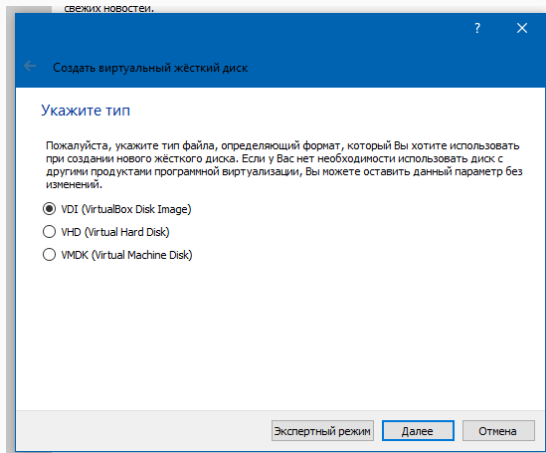 свежих новостей.
?
Создать виртуальный жёсткий диск
Укажите тип
Пожалуйста, укажите тип файла, определяющий формат, который Вы хотите использовать
при создании нового жёсткого диска. Если у Вас нет необходимости использовать диск с
другими продуктами программной виртуализации, Вы можете оставить данный параметр без
изменений.
VDI (VirtualBox Disk Image)
VHD (Virtual Hard Disk)
VMDK (Virtual Machine Disk)
Экспертный режим Далее Отмена